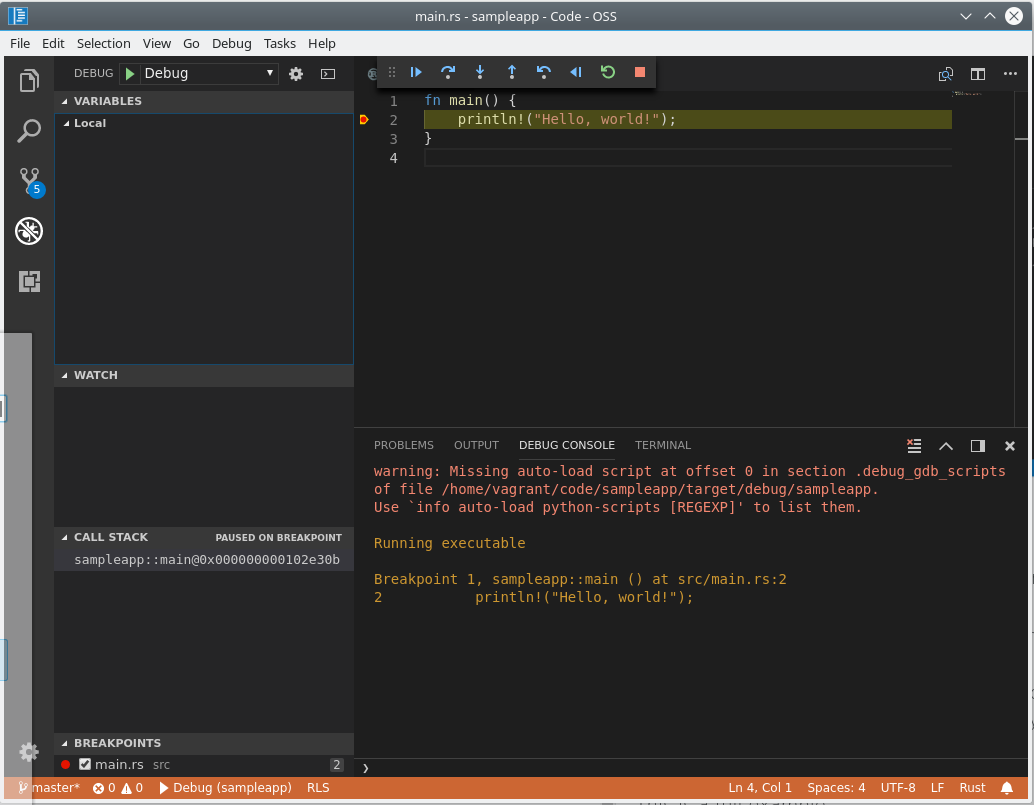 main.rs - sampleapp - Code - OSS
File Edit Selection View Go Debug Tasks Help
DEBUG Debug
VARIABLES
Local
5
WATCH
CALL STACK PAUSED ON BREAKPOINT
sampleapp::main@0x000000000102e30b
BREAKPOINTS
main.rs src 2
1 fn main() {
2 println!("Hello, world!");
3 }
4
PROBLEMS OUTPUT DEBUG CONSOLE TERMINAL
warning: Missing auto-load script at offset 0 in section .debug_gdb_scripts
of file /home/vagrant/code/sampleapp/target/debug/sampleapp.
Use `info auto-load python-scripts [REGEXP]' to list them.
Running executable
Breakpoint 1, sampleapp::main () at src/main.rs:2
2 println!("Hello, world!");
❯
master* 0 0 Debug (sampleapp) RLS Ln 4, Col 1 Spaces: 4 UTF-8 LF Rust